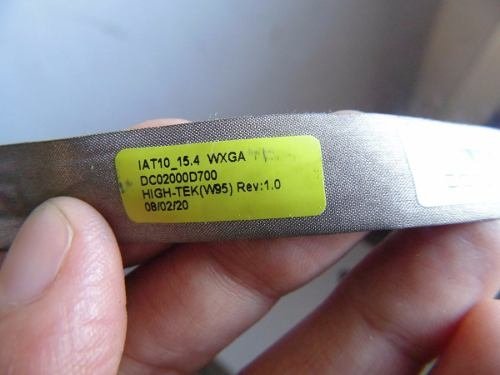 IAT10_15.4 WXGA
DC02000D700
HIGH-TEK(W95) Rev:1.0
08/02/20